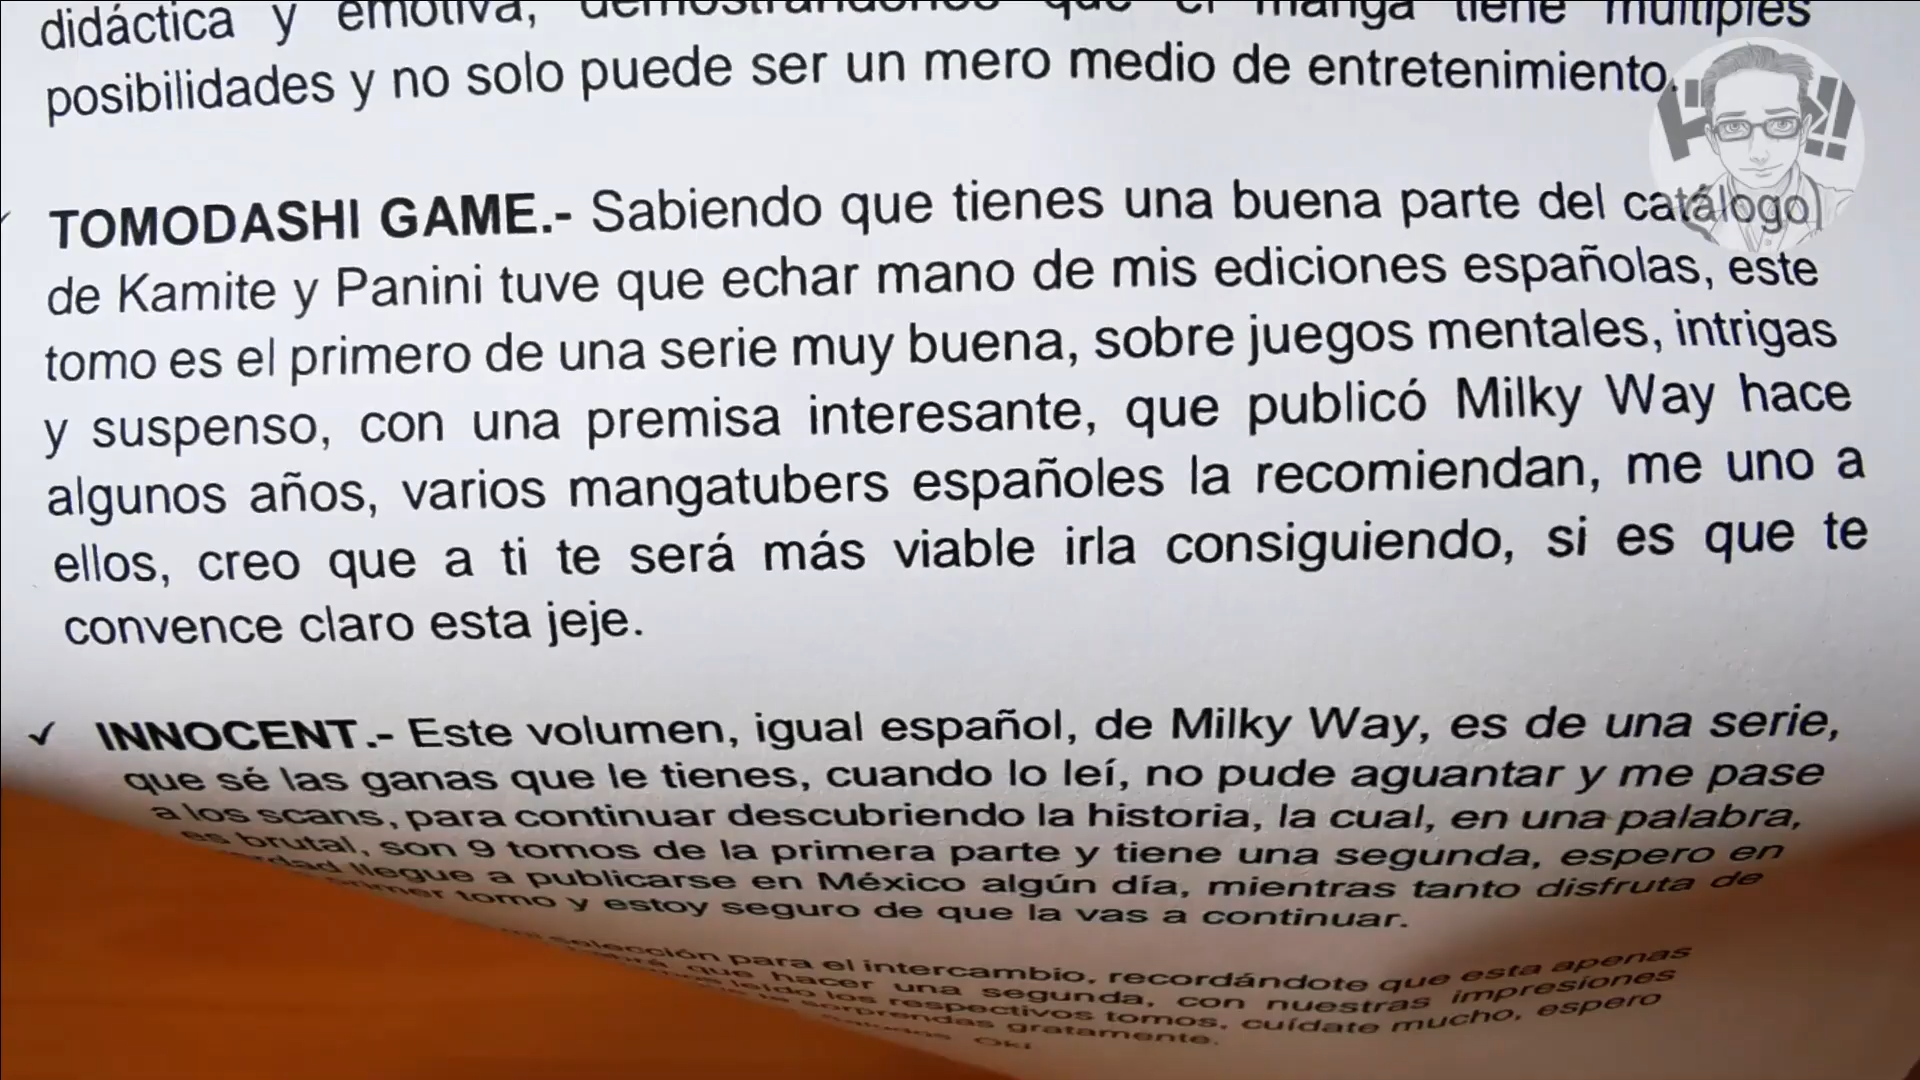 didáctica y emotiva, demostrándonos que el manga tiene múltiples
posibilidades y no solo puede ser un mero medio de entretenimiento.
TOMODASHI GAME.- Sabiendo que tienes una buena parte del catálogo
de Kamite y Panini tuve que echar mano de mis ediciones españolas, este
tomo es el primero de una serie muy buena, sobre juegos mentales, intrigas
y suspenso, con una premisa interesante, que publicó Milky Way hace
algunos años, varios mangatubers españoles la recomiendan, me uno a
ellos, creo que a ti te será más viable irla consiguiendo, si es que te
convence claro esta jeje.
✓ INNOCENT.- Este volumen, igual español, de Milky Way, es de una serie,
que sé las ganas que le tienes, cuando lo leí, no pude aguantar y me pase
a los scans, para continuar descubriendo la historia, la cual, en una palabra,
es brutal, son 9 tomos de la primera parte y tiene una segunda, espero en
llegue a publicarse en México algún día, mientras tanto disfruta de
primer tomo y estoy seguro de que la vas a continuar.
selección para el intercambio, recordándote que esta apenas
que hacer una segunda, con nuestras impresiones
leído los respectivos tomos, cuídate mucho, espero
sorprendas gratamente.
Oki